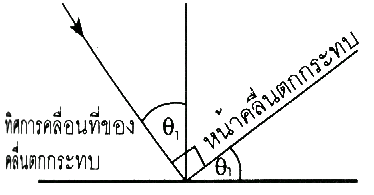 θ₁
หน้าคลื่นตกกระทบ
ทิศการคลื่อนที่ของ
คลื่นตกกระทบ
θ₁